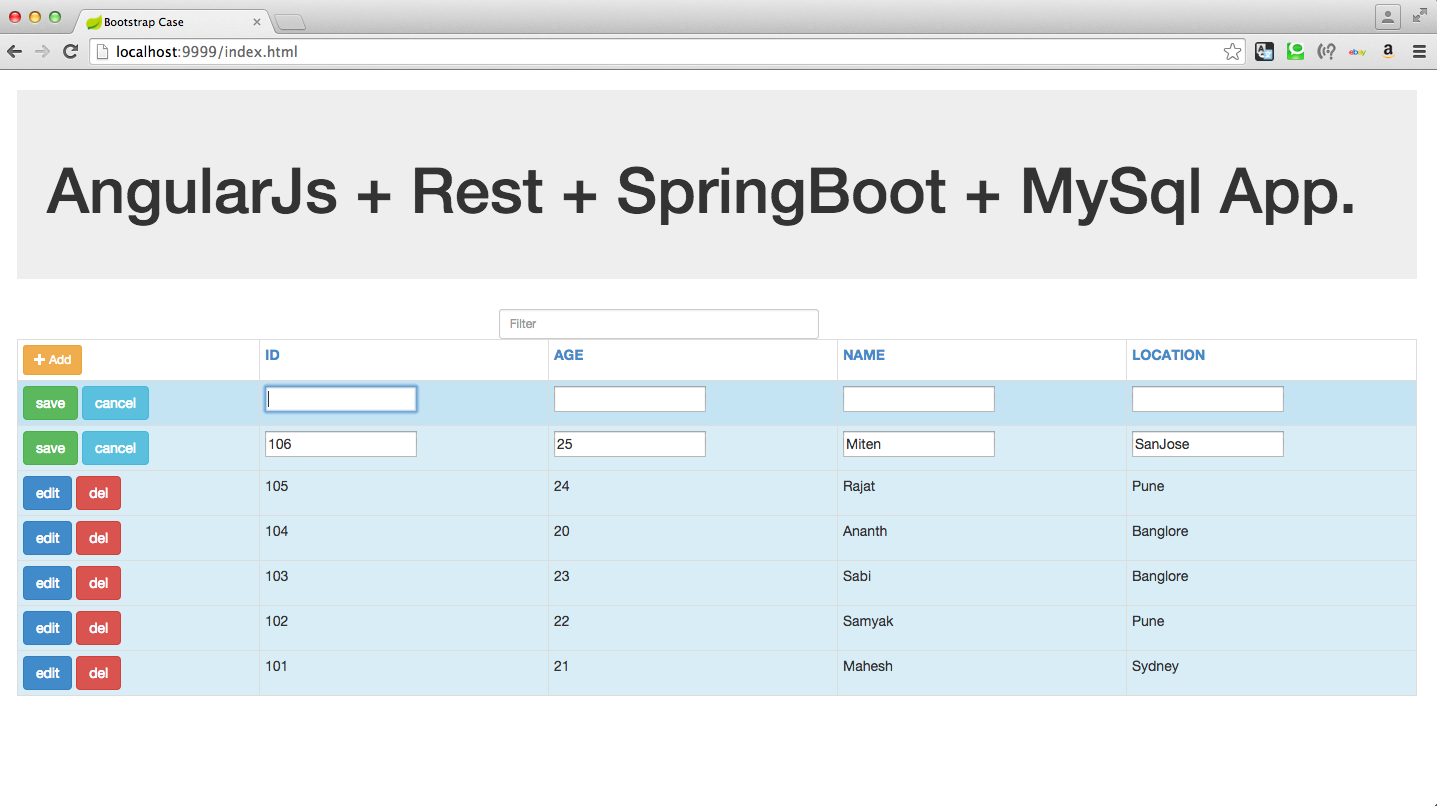 Bootstrap Case
localhost:9999/index.html
ebay
a
AngularJs + Rest + SpringBoot + MySql App.
Filter
Add ID AGE NAME LOCATION
save cancel
save cancel 106 25 Miten SanJose
edit del 105 24 Rajat Pune
edit del 104 20 Ananth Banglore
edit del 103 23 Sabi Banglore
edit del 102 22 Samyak Pune
edit del 101 21 Mahesh Sydney